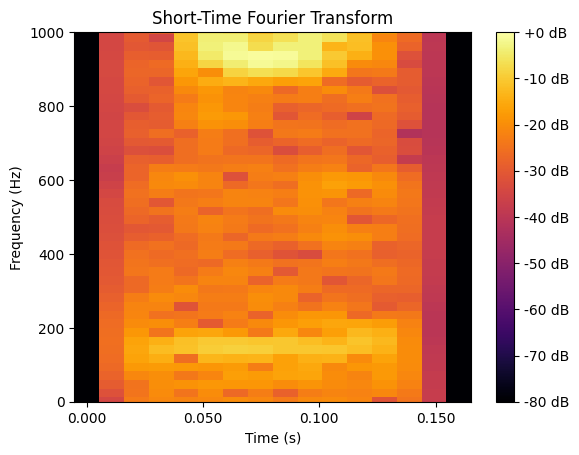 Short-Time Fourier Transform
1000
800
600
400
200
0
Frequency (Hz)
0.000
0.050
0.100
0.150
Time (s)
+0 dB
-10 dB
-20 dB
-30 dB
-40 dB
-50 dB
-60 dB
-70 dB
-80 dB